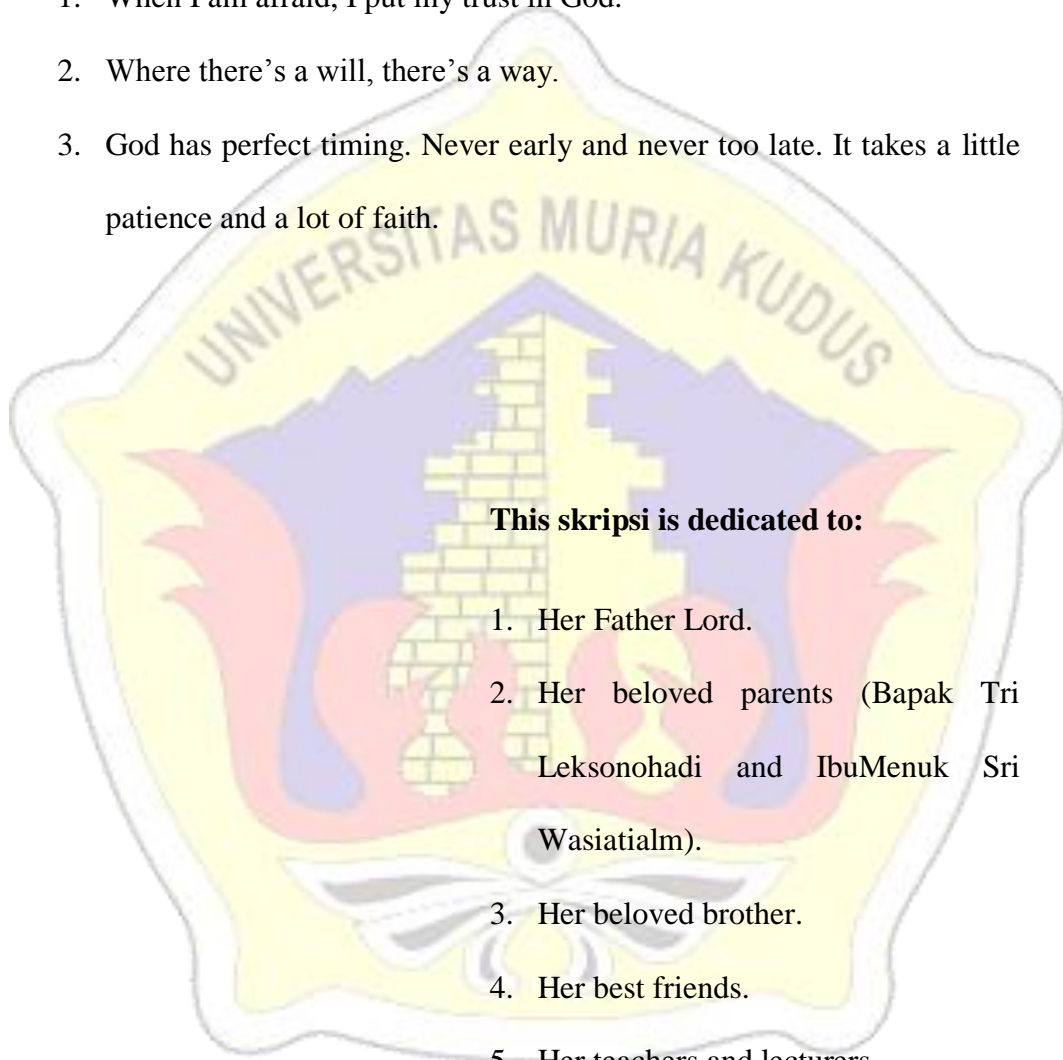 1. When I am afraid, I put my trust in God.
2. Where there’s a will, there’s a way.
3. God has perfect timing. Never early and never too late. It takes a little
patience and a lot of faith.
UNIVERSITAS MURIA KUDUS
This skripsi is dedicated to:
1. Her Father Lord.
2. Her beloved parents (Bapak Tri
Leksonohadi and IbuMenuk Sri
Wasiatialm).
3. Her beloved brother.
4. Her best friends.
5. Her teachers and lecturers.